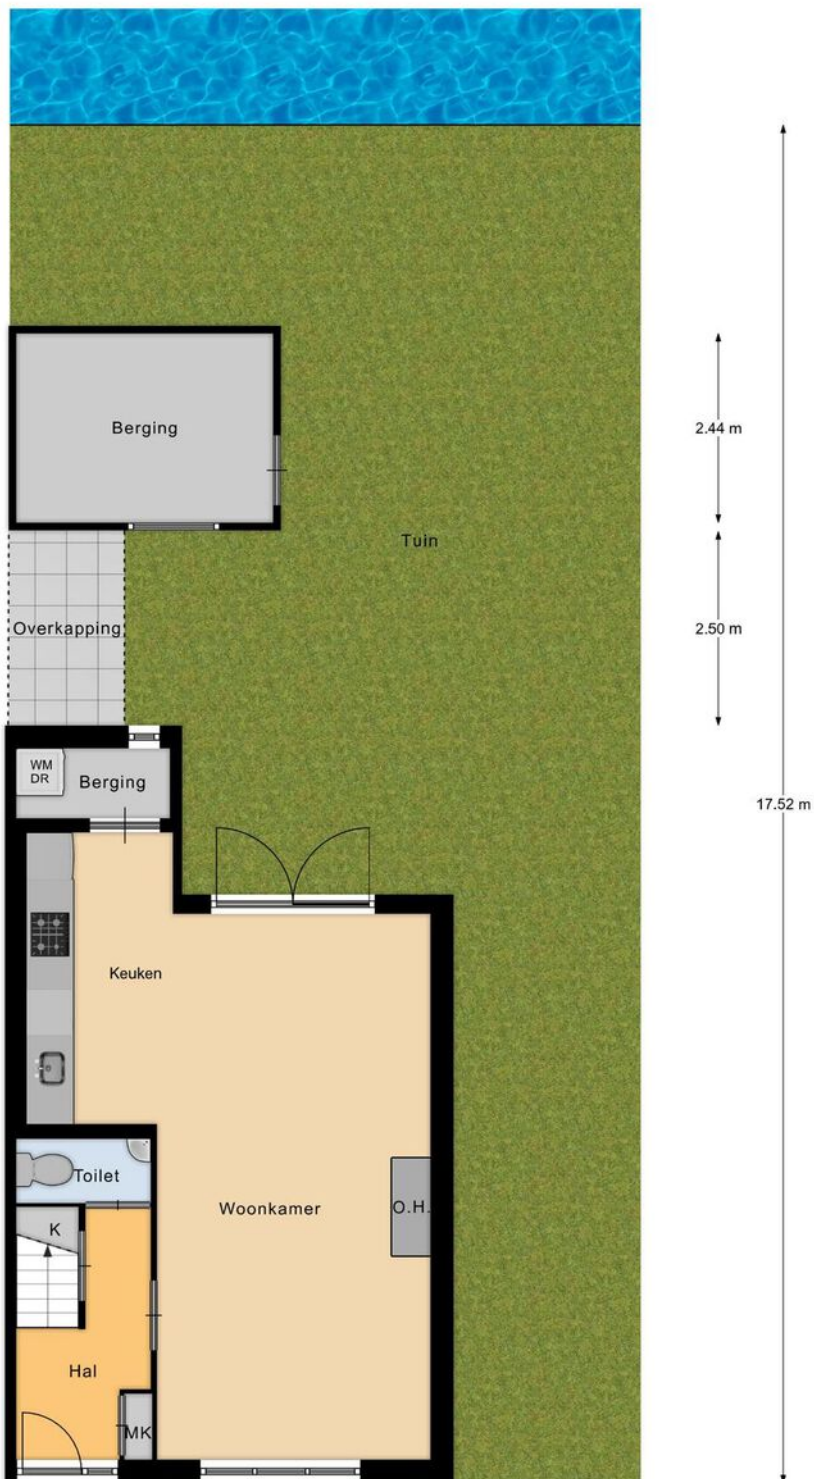 Berging
2.44 m
Tuin
Overkapping
2.50 m
WM
DR
Berging
17.52 m
Keuken
Toilet
Woonkamer
O.H.
K
Hal
MK